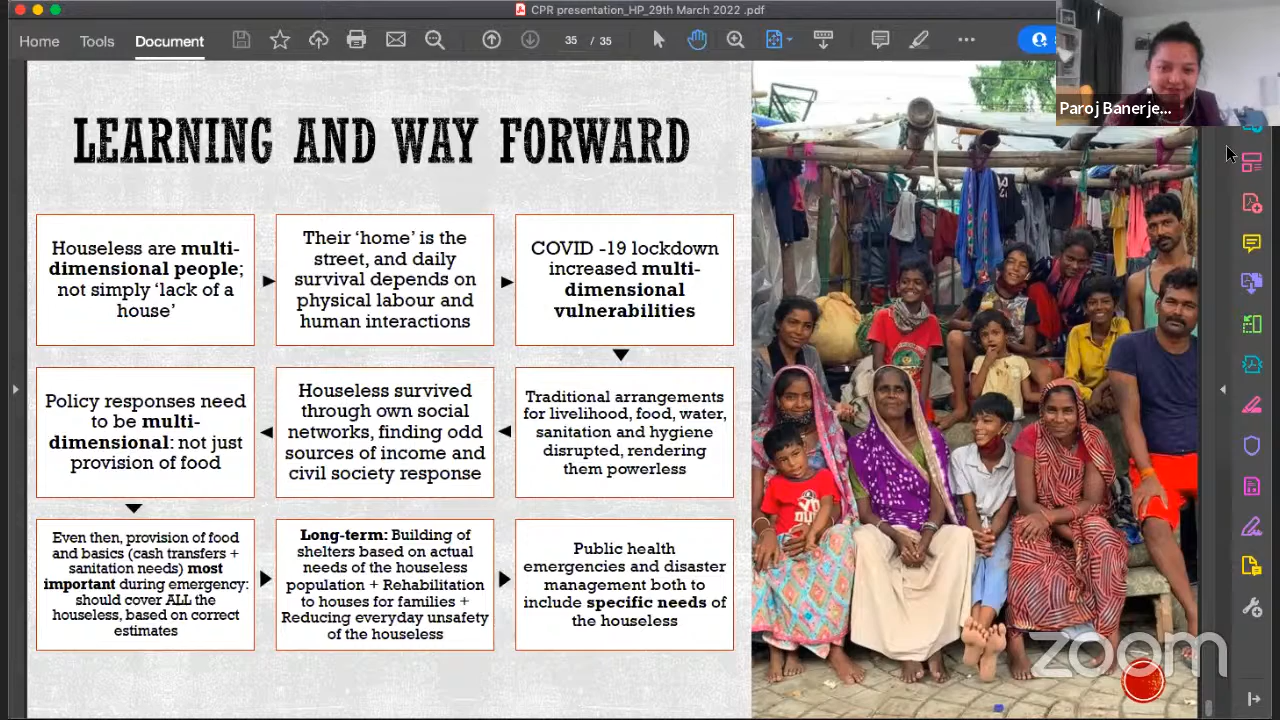 CPR presentation_HP_29th March 2022 .pdf
Home Tools Document 35 / 35
Paroj Banerje...
LEARNING AND WAY FORWARD
Houseless are multi-
dimensional people;
not simply ‘lack of a
house’
Their ‘home’ is the
street, and daily
survival depends on
physical labour and
human interactions
COVID -19 lockdown
increased multi-
dimensional
vulnerabilities
Traditional arrangements
for livelihood, food, water,
sanitation and hygiene
disrupted, rendering
them powerless
Houseless survived
through own social
networks, finding odd
sources of income and
civil society response
Policy responses need
to be multi-
dimensional: not just
provision of food
Even then, provision of food
and basics (cash transfers +
sanitation needs) most
important during emergency:
should cover ALL the
houseless, based on correct
estimates
Long-term: Building of
shelters based on actual
needs of the houseless
population + Rehabilitation
to houses for families +
Reducing everyday unsafety
of the houseless
Public health
emergencies and disaster
management both to
include specific needs of
the houseless
zoom